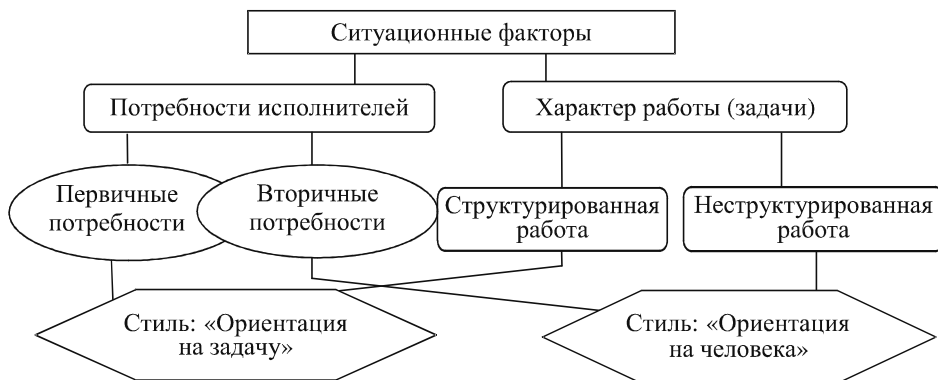 Ситуационные факторы
Потребности исполнителей
Характер работы (задачи)
Первичные
потребности
Вторичные
потребности
Структурированная
работа
Неструктурированная
работа
Стиль: «Ориентация
на задачу»
Стиль: «Ориентация
на человека»